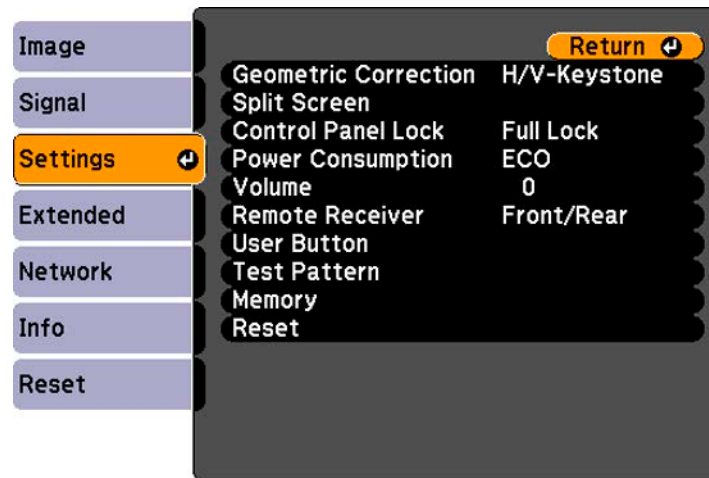 Image
Signal
Settings
Extended
Network
Info
Reset
Return
Geometric Correction H/V-Keystone
Split Screen
Control Panel Lock Full Lock
Power Consumption ECO
Volume 0
Remote Receiver Front/Rear
User Button
Test Pattern
Memory
Reset